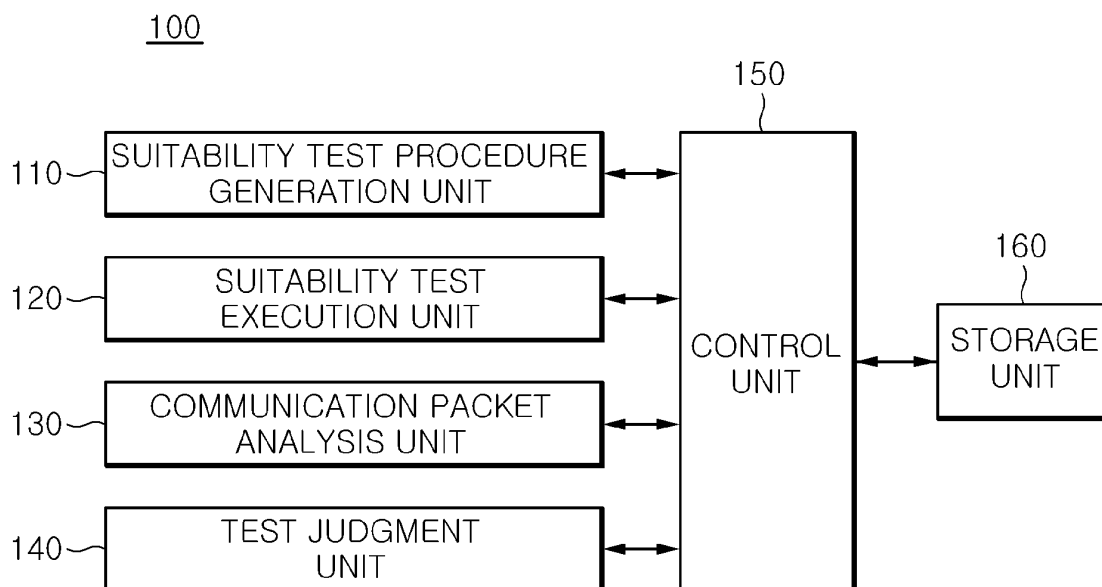 100
150
110
SUITABILITY TEST PROCEDURE
GENERATION UNIT
120
SUITABILITY TEST
EXECUTION UNIT
160
CONTROL
UNIT
STORAGE
UNIT
130
COMMUNICATION PACKET
ANALYSIS UNIT
140
TEST JUDGMENT
UNIT